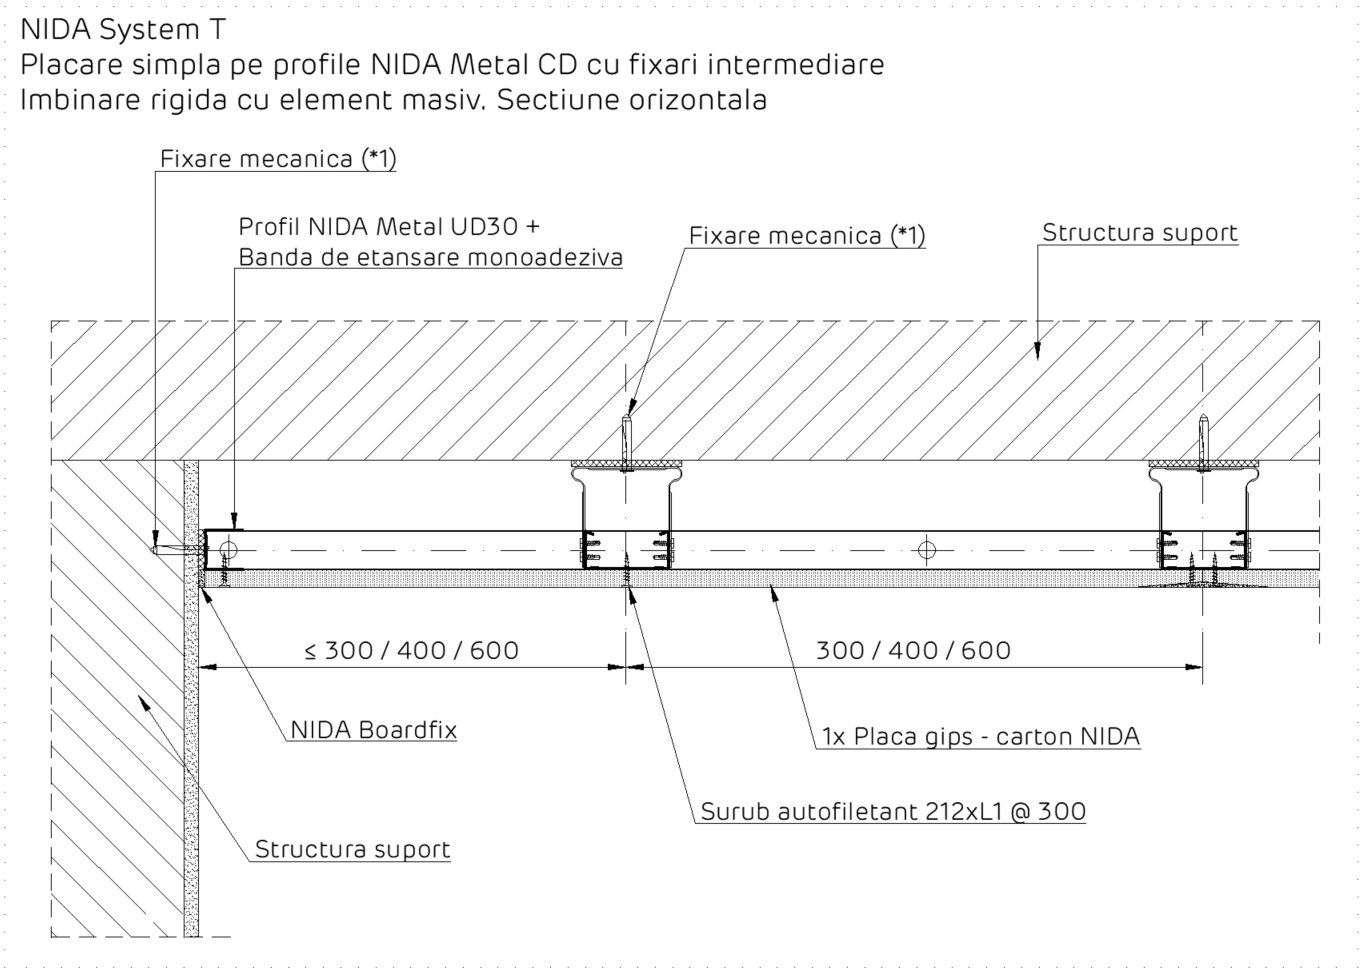 NIDA System T
Placare simpla pe profile NIDA Metal CD cu fixari intermediare
Imbinare rigida cu element masiv. Sectiune orizontala
Fixare mecanica (*1)
Profil NIDA Metal UD30 +
Banda de etansare monoadeziva
Fixare mecanica (*1)
Structura suport
≤ 300 / 400 / 600
300 / 400 / 600
NIDA Boardfix
1x Placa gips - carton NIDA
Surub autofiletant 212xL1 @ 300
Structura suport